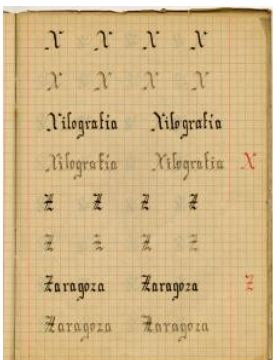 X X X X
X X X X
Xilografia Xilografia
Xilografia Xilografia X
Z Z Z Z
Z Z Z Z
Zaragoza Zaragoza Z
Zaragoza Zaragoza